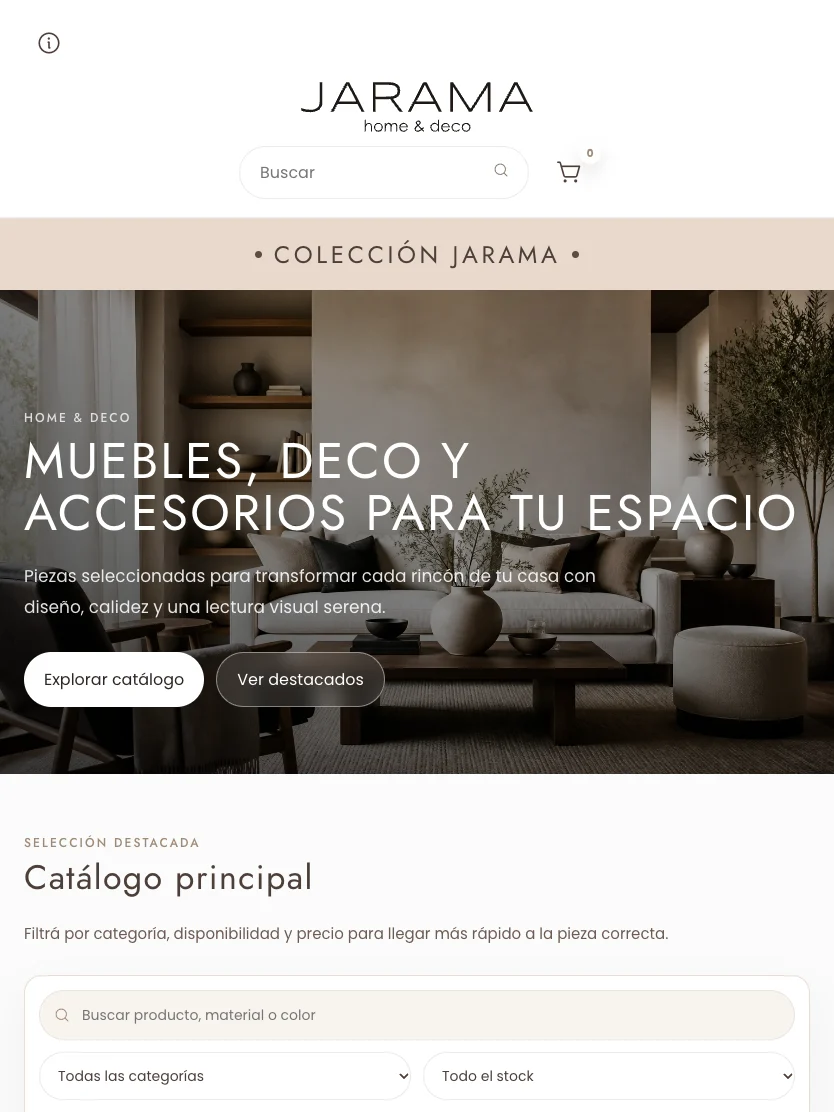 JARAMA
home & deco
Buscar
0
• COLECCIÓN JARAMA •
HOME & DECO
MUEBLES, DECO Y
ACCESORIOS PARA TU ESPACIO
Piezas seleccionadas para transformar cada rincón de tu casa con
diseño, calidez y una lectura visual serena.
Explorar catálogo
Ver destacados
SELECCIÓN DESTACADA
Catálogo principal
Filtrá por categoría, disponibilidad y precio para llegar más rápido a la pieza correcta.
Buscar producto, material o color
Todas las categorías
Todo el stock